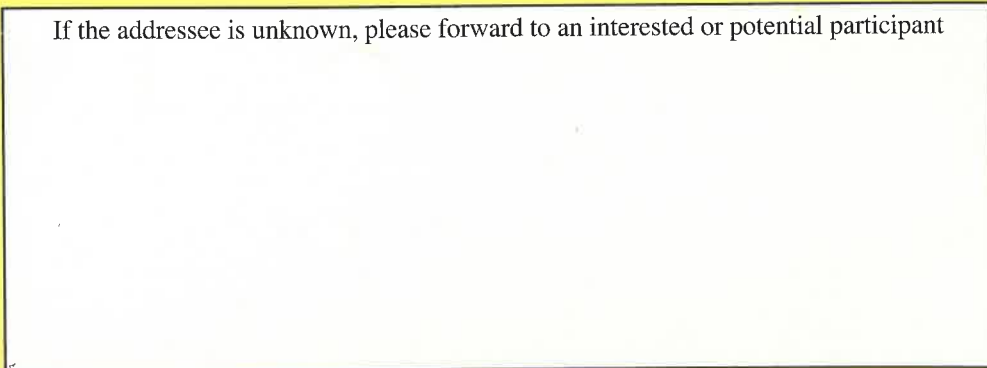 If the addressee is unknown, please forward to an interested or potential participant